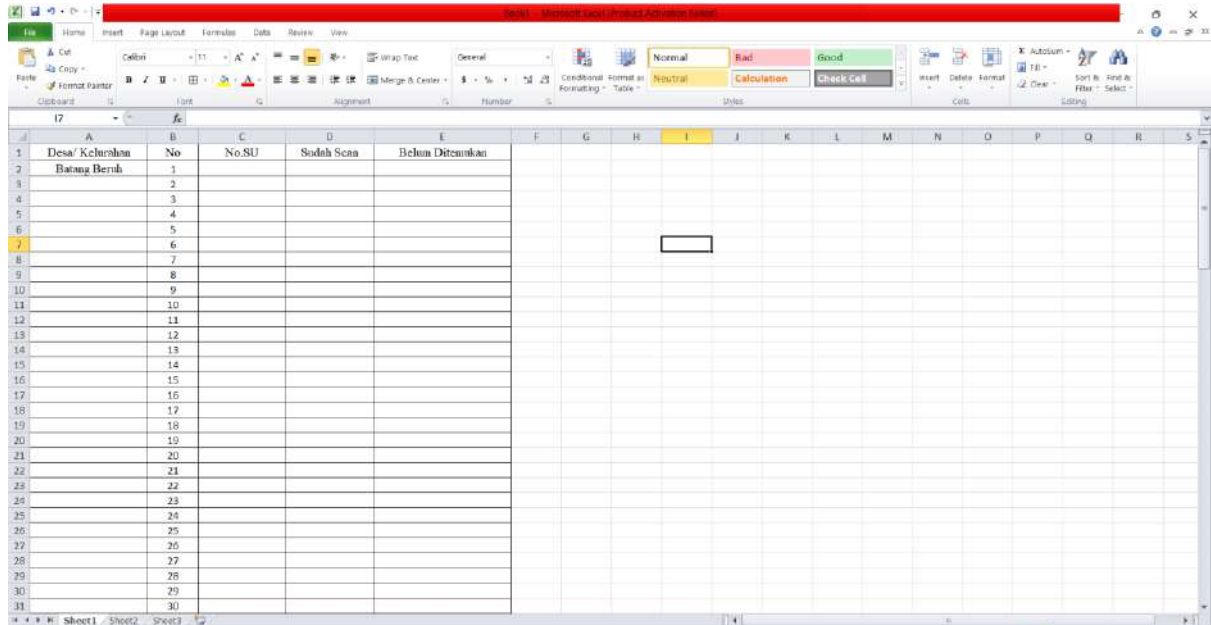 Book1 - Microsoft Excel (Product Activation Failed)
File Home Insert Page Layout Formulas Data Review View
Cut
Copy
Format Painter
Paste
Calibri 11
Wrap Text
Merge & Center
General
Conditional Formatting
Format as Table
Normal Bad Good
Neutral Calculation Check Cell
Insert Delete Format
AutoSum
Fill
Clear
Sort & Filter
Find & Select
Clipboard Font Alignment Number Styles Cells Editing
I7 fx
A B C D E F G H I J K L M N O P Q R S
1 Desa/ Kelurahan No No.SU Sudah Scan Belum Ditemukan
2 Batang Beruh 1
3 2
4 3
5 4
6 5
7 6
8 7
9 8
10 9
11 10
12 11
13 12
14 13
15 14
16 15
17 16
18 17
19 18
20 19
21 20
22 21
23 22
24 23
25 24
26 25
27 26
28 27
29 28
30 29
31 30
Sheet1 Sheet2 Sheet3